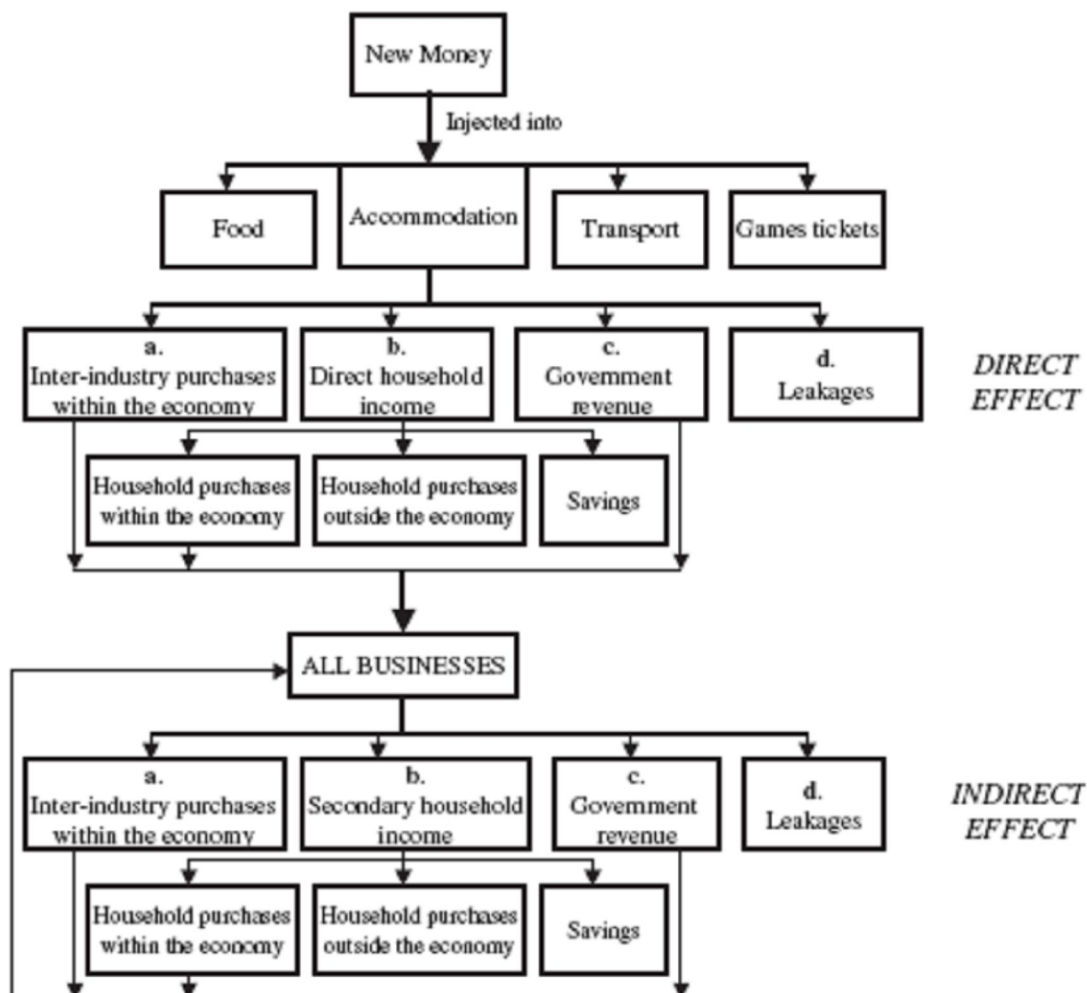 New Money
Injected into
Food
Accommodation
Transport
Games tickets
a.
Inter-industry purchases
within the economy
b.
Direct household
income
c.
Government
revenue
d.
Leakages
DIRECT
EFFECT
Household purchases
within the economy
Household purchases
outside the economy
Savings
ALL BUSINESSES
a.
Inter-industry purchases
within the economy
b.
Secondary household
income
c.
Government
revenue
d.
Leakages
INDIRECT
EFFECT
Household purchases
within the economy
Household purchases
outside the economy
Savings